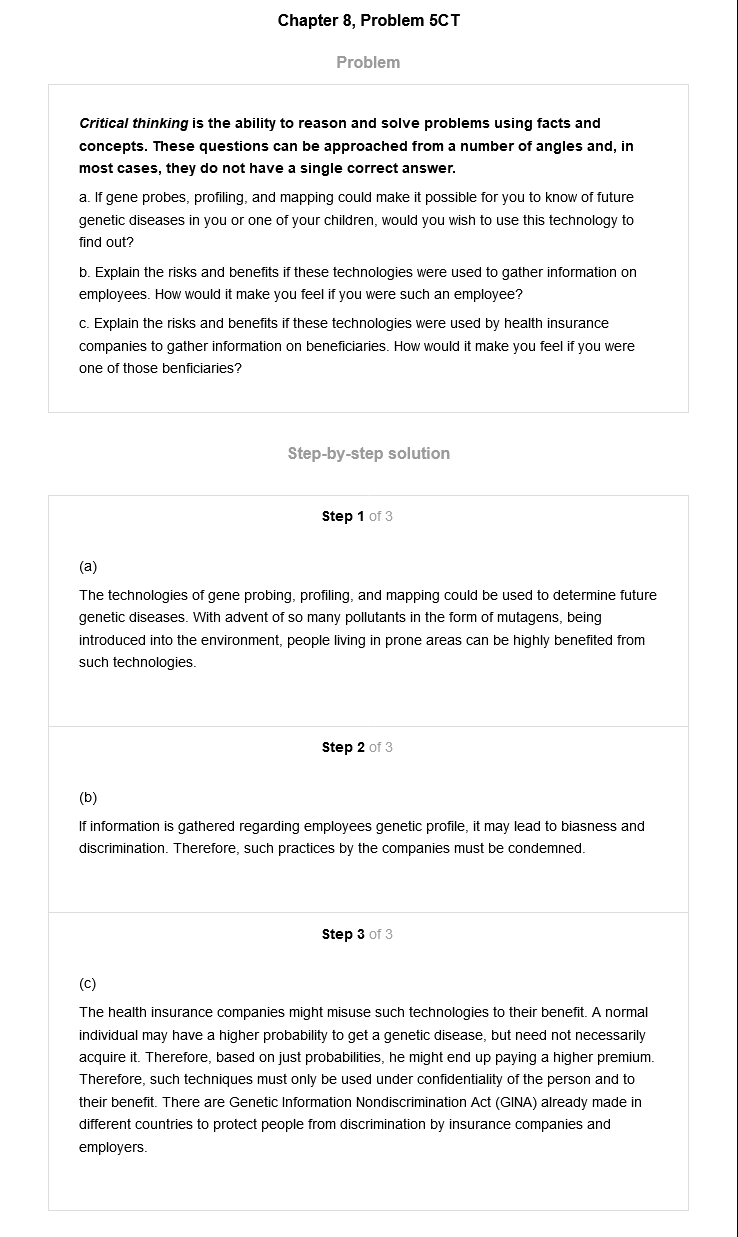 Chapter 8, Problem 5CT
Problem
Critical thinking is the ability to reason and solve problems using facts and
concepts. These questions can be approached from a number of angles and, in
most cases, they do not have a single correct answer.
a. If gene probes, profiling, and mapping could make it possible for you to know of future
genetic diseases in you or one of your children, would you wish to use this technology to
find out?
b. Explain the risks and benefits if these technologies were used to gather information on
employees. How would it make you feel if you were such an employee?
c. Explain the risks and benefits if these technologies were used by health insurance
companies to gather information on beneficiaries. How would it make you feel if you were
one of those benficiaries?
Step-by-step solution
Step 1 of 3
(a)
The technologies of gene probing, profiling, and mapping could be used to determine future
genetic diseases. With advent of so many pollutants in the form of mutagens, being
introduced into the environment, people living in prone areas can be highly benefited from
such technologies.
Step 2 of 3
(b)
If information is gathered regarding employees genetic profile, it may lead to biasness and
discrimination. Therefore, such practices by the companies must be condemned.
Step 3 of 3
(c)
The health insurance companies might misuse such technologies to their benefit. A normal
individual may have a higher probability to get a genetic disease, but need not necessarily
acquire it. Therefore, based on just probabilities, he might end up paying a higher premium.
Therefore, such techniques must only be used under confidentiality of the person and to
their benefit. There are Genetic Information Nondiscrimination Act (GINA) already made in
different countries to protect people from discrimination by insurance companies and
employers.